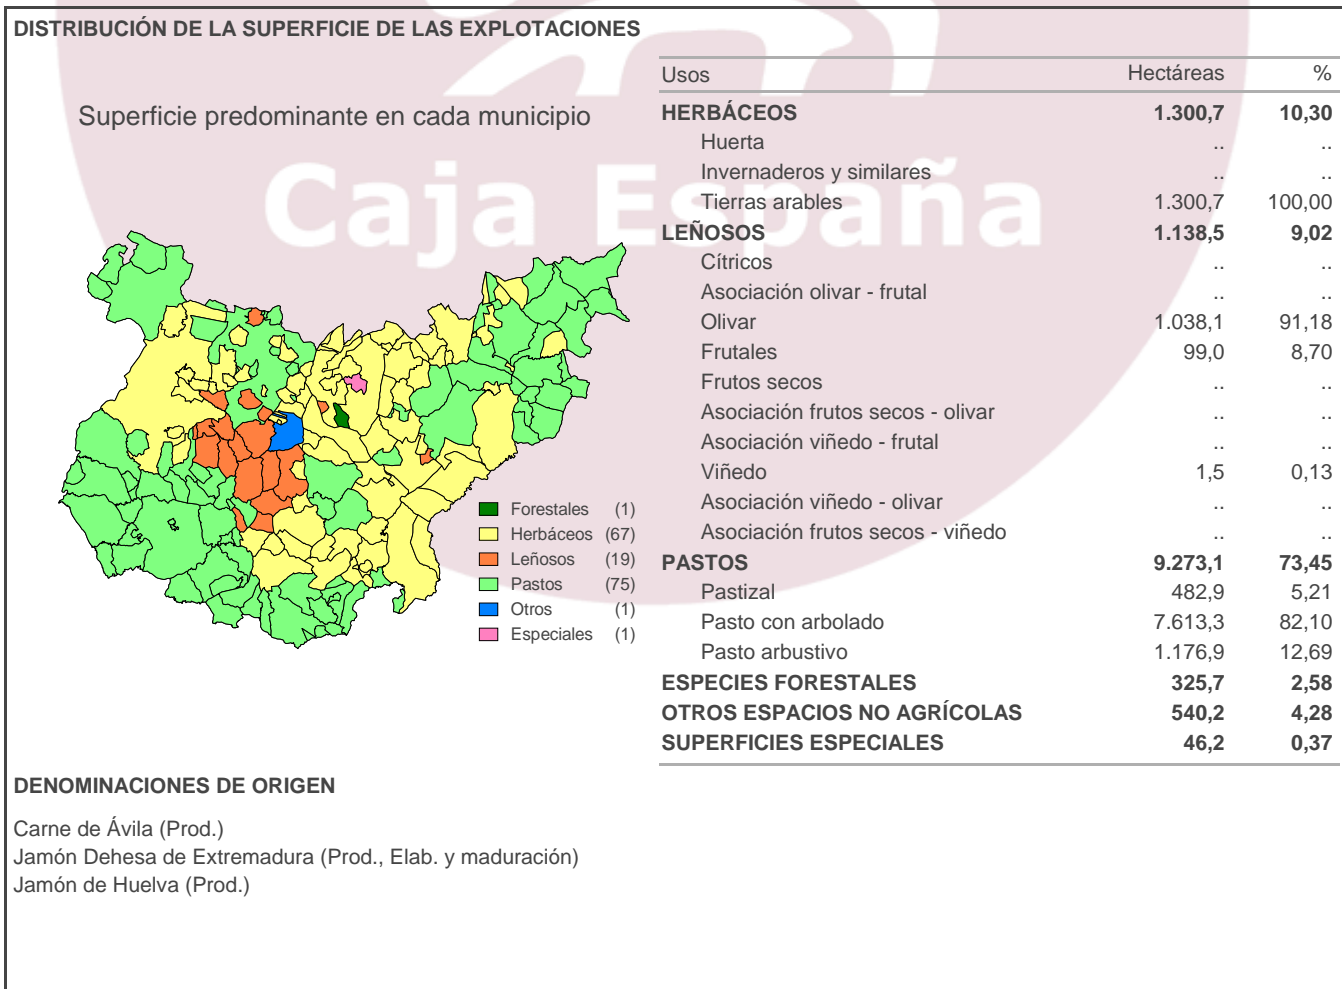 DISTRIBUCIÓN DE LA SUPERFICIE DE LAS EXPLOTACIONES
Superficie predominante en cada municipio
Caja España
Forestales (1)
Herbáceos (67)
Leñosos (19)
Pastos (75)
Otros (1)
Especiales (1)
Usos Hectáreas %
HERBÁCEOS 1.300,7 10,30
Huerta .. ..
Invernaderos y similares .. ..
Tierras arables 1.300,7 100,00
LEÑOSOS 1.138,5 9,02
Cítricos .. ..
Asociación olivar - frutal .. ..
Olivar 1.038,1 91,18
Frutales 99,0 8,70
Frutos secos .. ..
Asociación frutos secos - olivar .. ..
Asociación viñedo - frutal .. ..
Viñedo 1,5 0,13
Asociación viñedo - olivar .. ..
Asociación frutos secos - viñedo .. ..
PASTOS 9.273,1 73,45
Pastizal 482,9 5,21
Pasto con arbolado 7.613,3 82,10
Pasto arbustivo 1.176,9 12,69
ESPECIES FORESTALES 325,7 2,58
OTROS ESPACIOS NO AGRÍCOLAS 540,2 4,28
SUPERFICIES ESPECIALES 46,2 0,37
DENOMINACIONES DE ORIGEN
Carne de Ávila (Prod.)
Jamón Dehesa de Extremadura (Prod., Elab. y maduración)
Jamón de Huelva (Prod.)